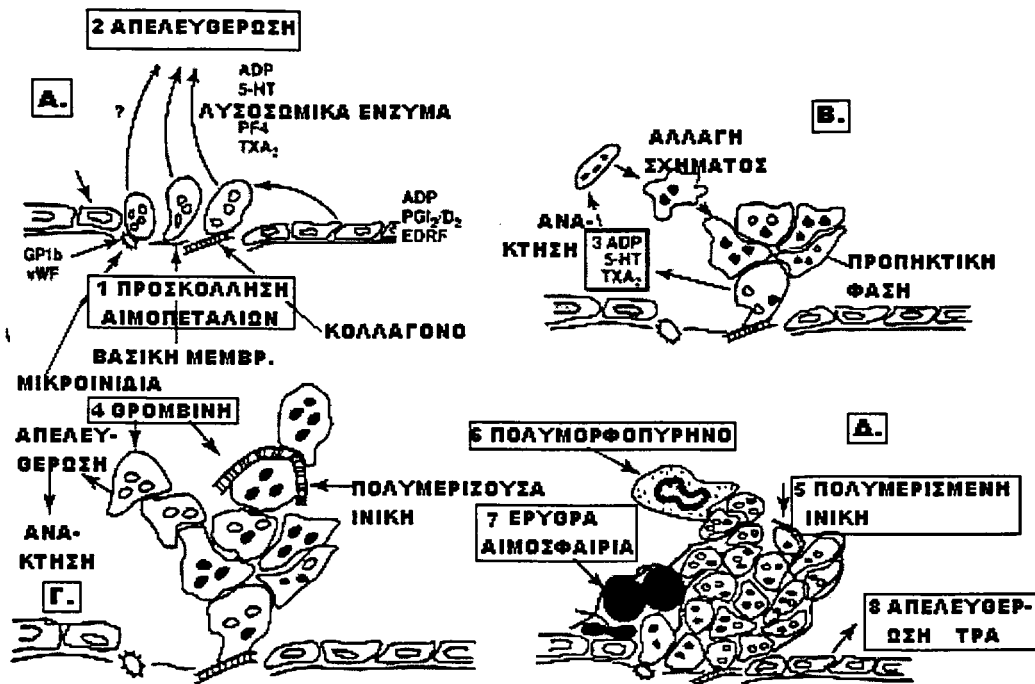 2 ΑΠΕΛΕΥΘΕΡΩΣΗ
Α.
?
ADP
5-HT
ΛΥΣΟΣΩΜΙΚΑ ΕΝΖΥΜΑ
PF4
TXA₂
GP1b
vWF
ADP
PGI₂/D₂
EDRF
1 ΠΡΟΣΚΟΛΛΗΣΗ
ΑΙΜΟΠΕΤΑΛΙΩΝ
ΚΟΛΛΑΓΟΝΟ
ΒΑΣΙΚΗ ΜΕΜΒΡ.
ΜΙΚΡΟΙΝΙΔΙΑ
Β.
ΑΛΛΑΓΗ
ΣΧΗΜΑΤΟΣ
ΑΝΑ-
ΚΤΗΣΗ
3 ADP
5-HT
TXA₂
ΠΡΟΠΗΚΤΙΚΗ
ΦΑΣΗ
4 ΘΡΟΜΒΙΝΗ
ΑΠΕΛΕΥ-
ΘΕΡΩΣΗ
ΑΝΑ-
ΚΤΗΣΗ
Γ.
ΠΟΛΥΜΕΡΙΖΟΥΣΑ
ΙΝΙΚΗ
Δ.
6 ΠΟΛΥΜΟΡΦΟΠΥΡΗΝΟ
7 ΕΡΥΘΡΑ
ΑΙΜΟΣΦΑΙΡΙΑ
5 ΠΟΛΥΜΕΡΙΣΜΕΝΗ
ΙΝΙΚΗ
8 ΑΠΕΛΕΥΘΕΡ-
ΩΣΗ TPA